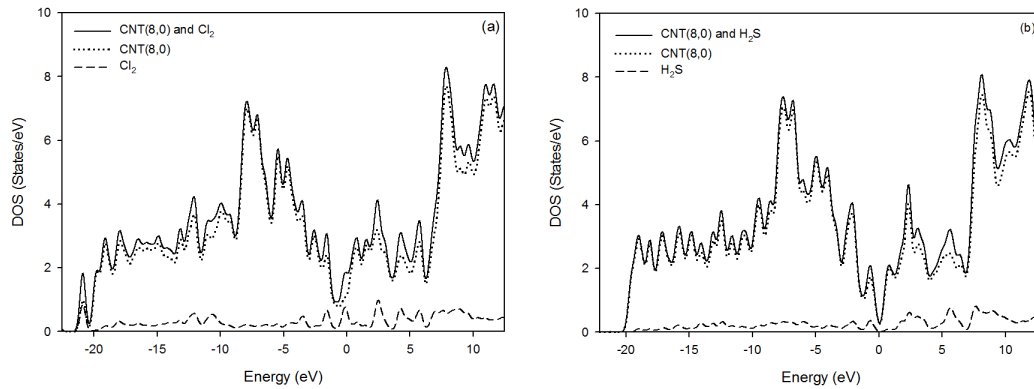 (a)
CNT(8,0) and Cl₂
CNT(8,0)
Cl₂
DOS (States/eV)
10
8
6
4
2
0
-20 -15 -10 -5 0 5 10
Energy (eV)
(b)
CNT(8,0) and H₂S
CNT(8,0)
H₂S
DOS (States/eV)
10
8
6
4
2
0
-20 -15 -10 -5 0 5 10
Energy (eV)